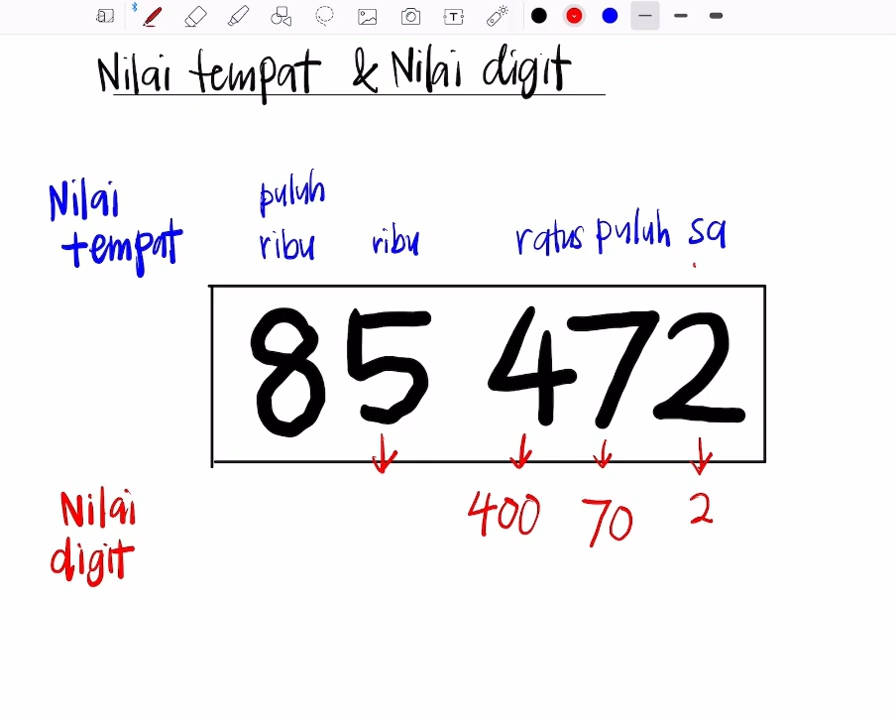 Nilai tempat & Nilai digit
Nilai
tempat
puluh
ribu
ribu
ratus
puluh
sa
85 472
400
70
2
Nilai
digit